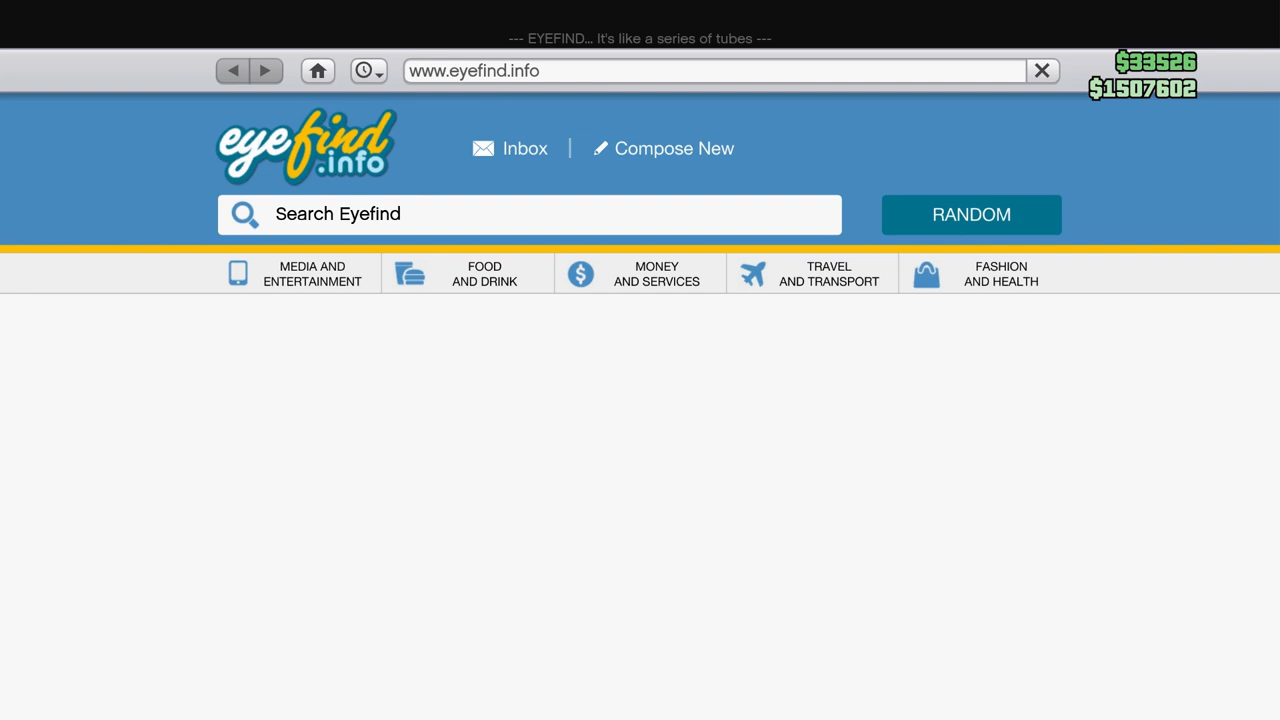 --- EYEFIND... It's like a series of tubes ---
www.eyefind.info
$33526
$1507602
eyefind
.info
Inbox
Compose New
Search Eyefind
RANDOM
MEDIA AND
ENTERTAINMENT
FOOD
AND DRINK
MONEY
AND SERVICES
TRAVEL
AND TRANSPORT
FASHION
AND HEALTH